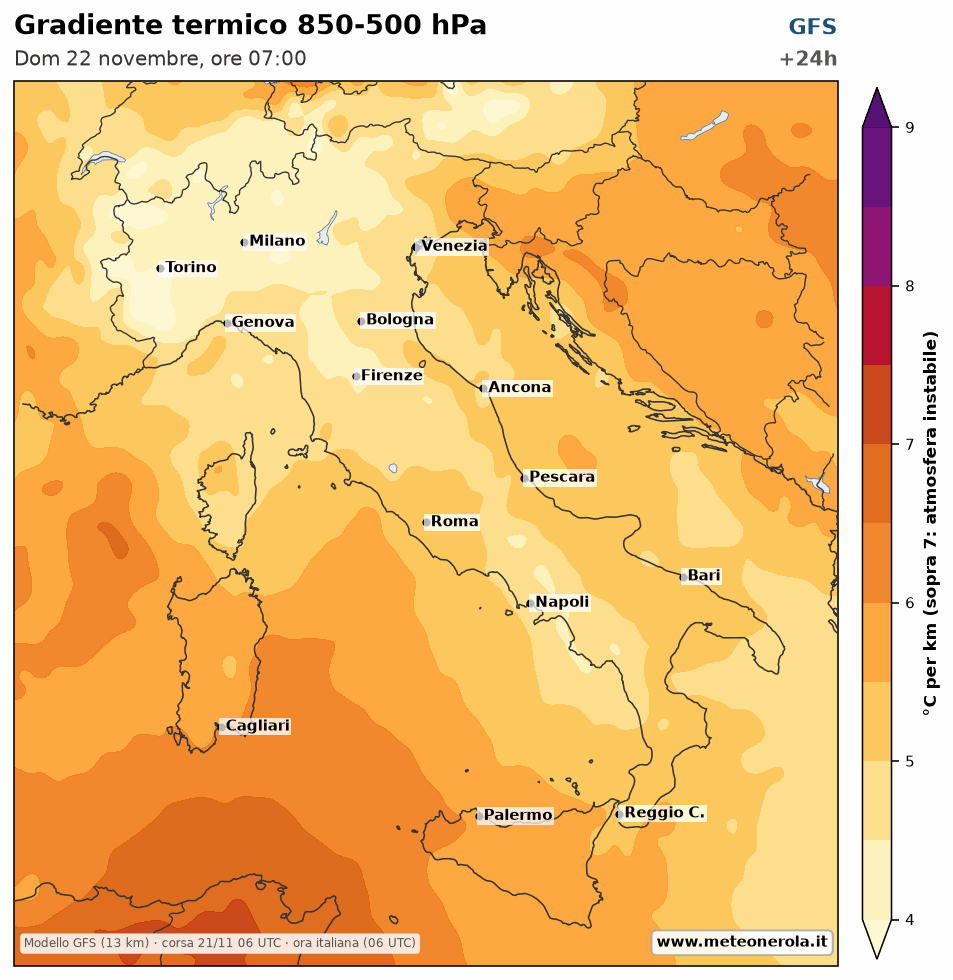 Gradiente termico 850-500 hPa
GFS
Dom 22 novembre, ore 07:00
+24h
Milano
Venezia
Torino
Genova
Bologna
Firenze
Ancona
Pescara
Roma
Bari
Napoli
Cagliari
Palermo
Reggio C.
9
8
7
6
5
4
°C per km (sopra 7: atmosfera instabile)
Modello GFS (13 km) · corsa 21/11 06 UTC · ora italiana (06 UTC)
www.meteonerola.it